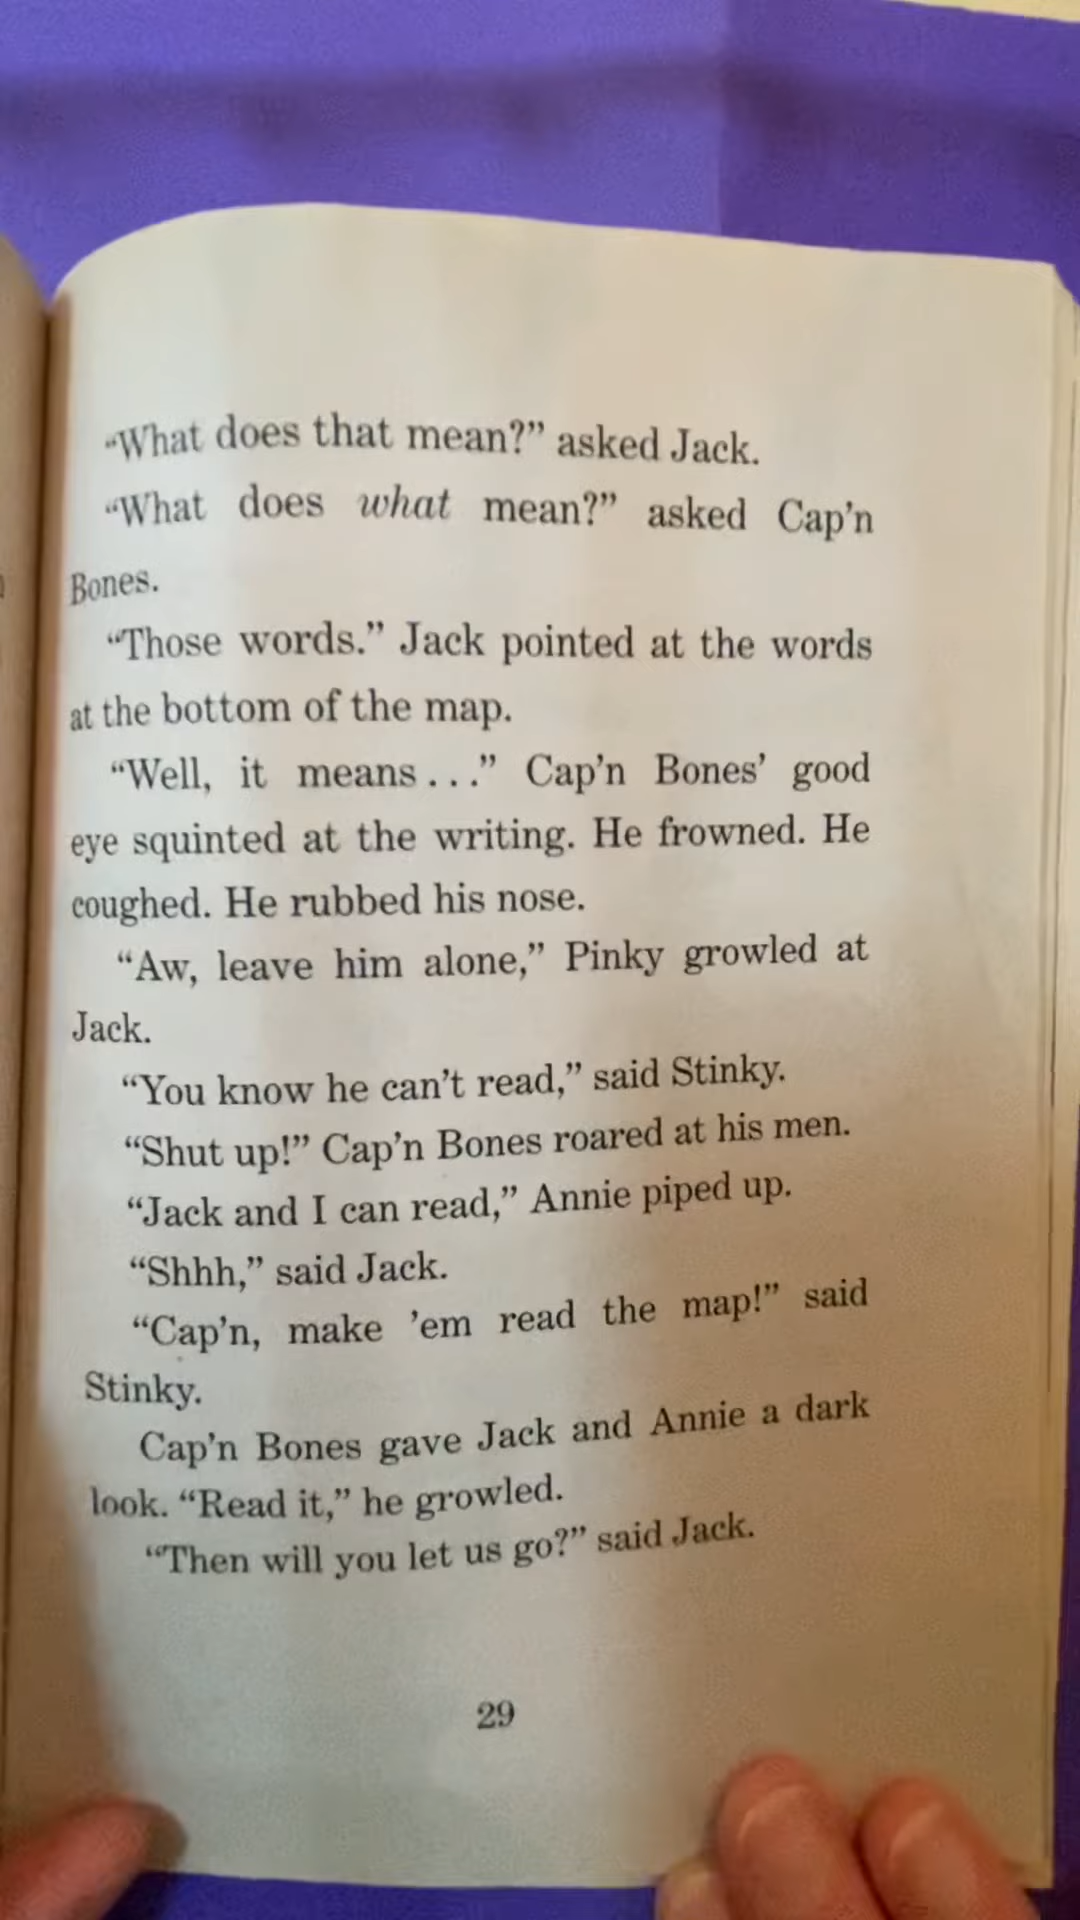 “What does that mean?” asked Jack.
“What does what mean?” asked Cap’n
Bones.
“Those words.” Jack pointed at the words
at the bottom of the map.
“Well, it means . . .” Cap’n Bones’ good
eye squinted at the writing. He frowned. He
coughed. He rubbed his nose.
“Aw, leave him alone,” Pinky growled at
Jack.
“You know he can’t read,” said Stinky.
“Shut up!” Cap’n Bones roared at his men.
“Jack and I can read,” Annie piped up.
“Shhh,” said Jack.
“Cap’n, make ’em read the map!” said
Stinky.
Cap’n Bones gave Jack and Annie a dark
look. “Read it,” he growled.
“Then will you let us go?” said Jack.
29